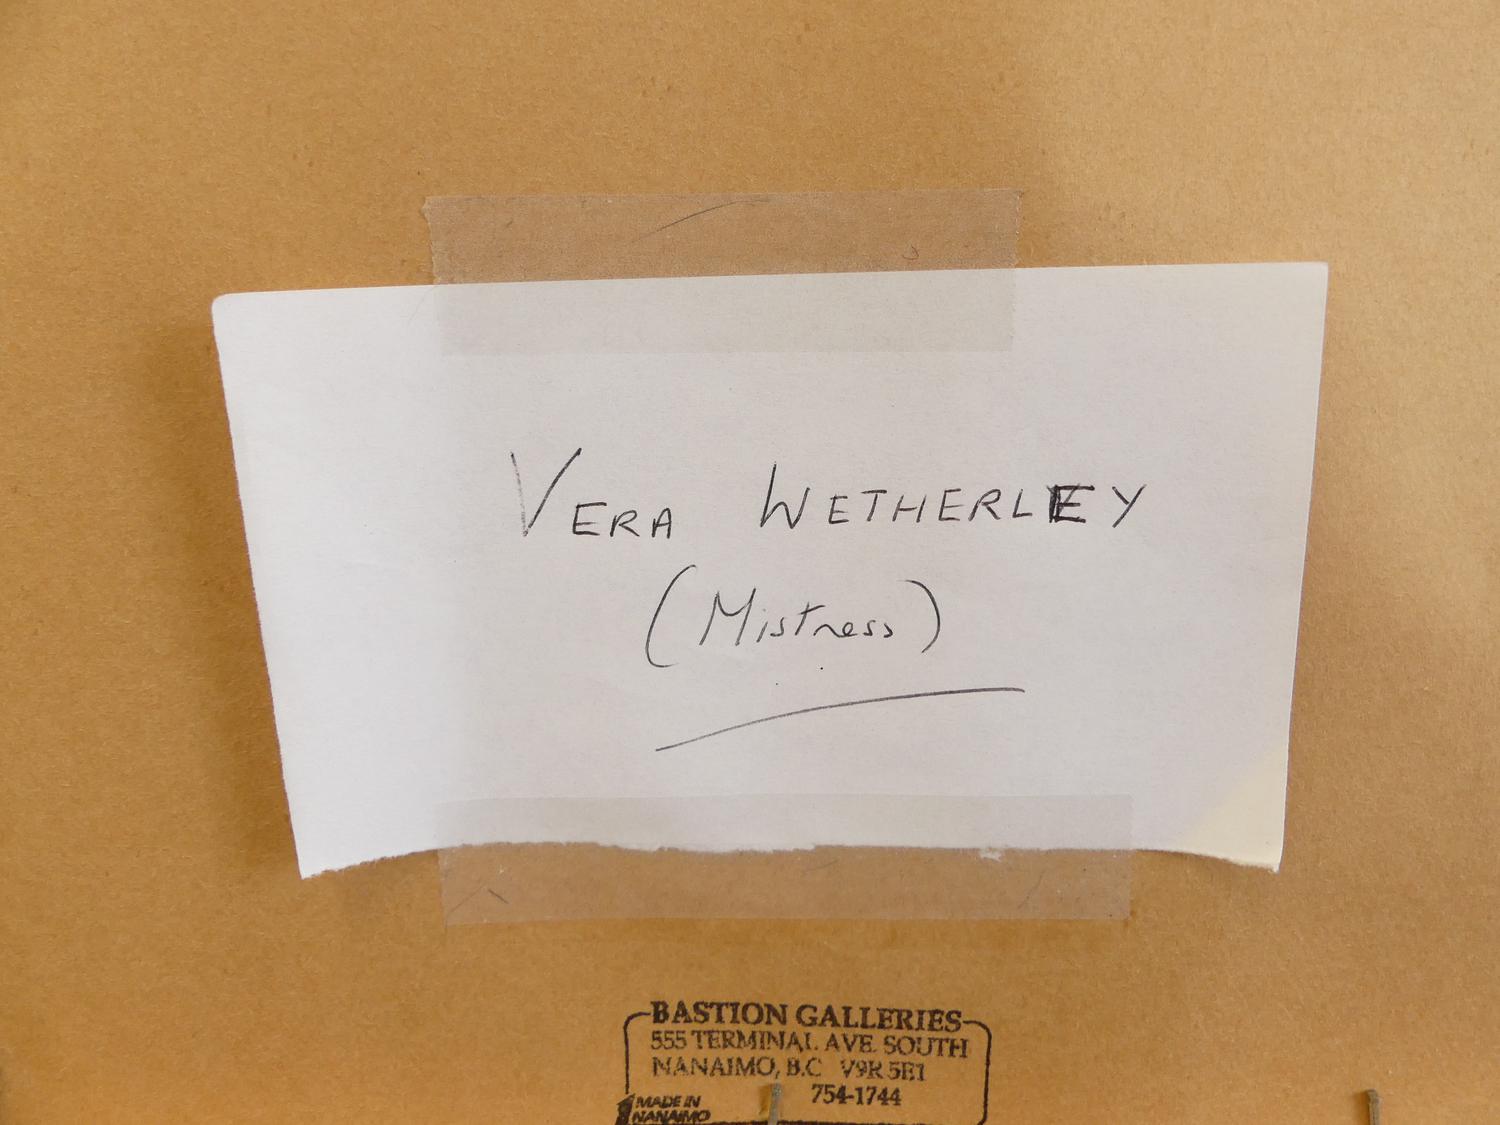 VERA WETHERLEY
(Mistress)
BASTION GALLERIES
555 TERMINAL AVE. SOUTH
NANAIMO, B.C V9R 5E1
754-1744
MADE IN
NANAIMO